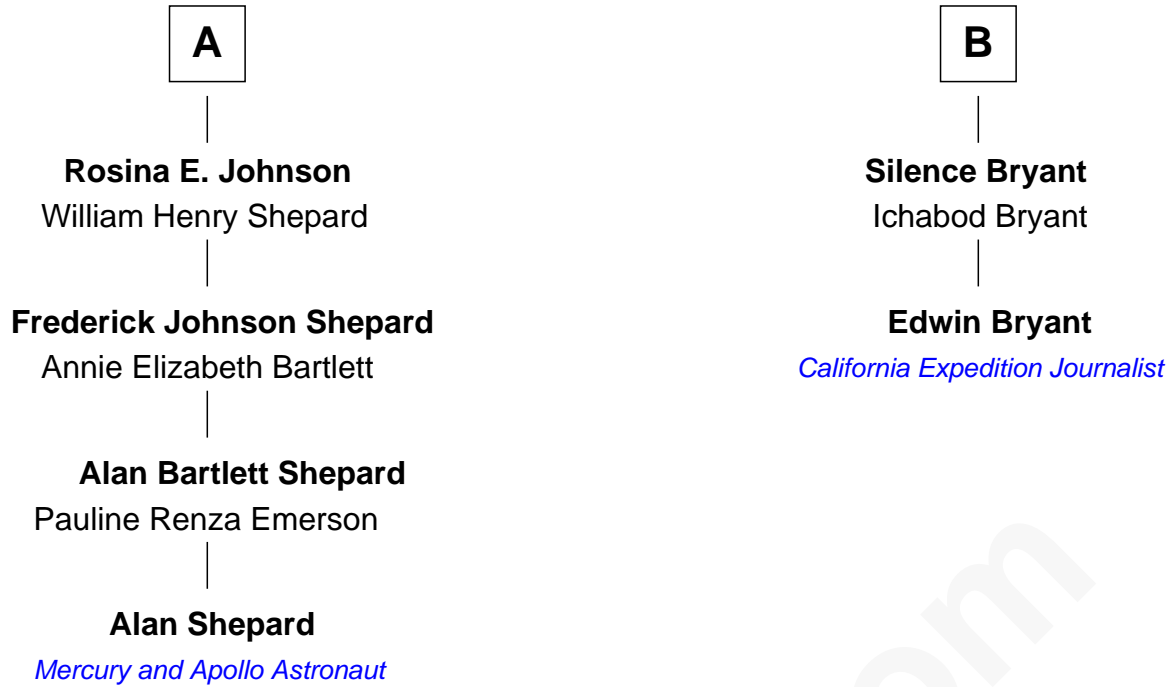 A
Rosina E. Johnson
William Henry Shepard
Frederick Johnson Shepard
Annie Elizabeth Bartlett
Alan Bartlett Shepard
Pauline Renza Emerson
Alan Shepard
Mercury and Apollo Astronaut
B
Silence Bryant
Ichabod Bryant
Edwin Bryant
California Expedition Journalist
om